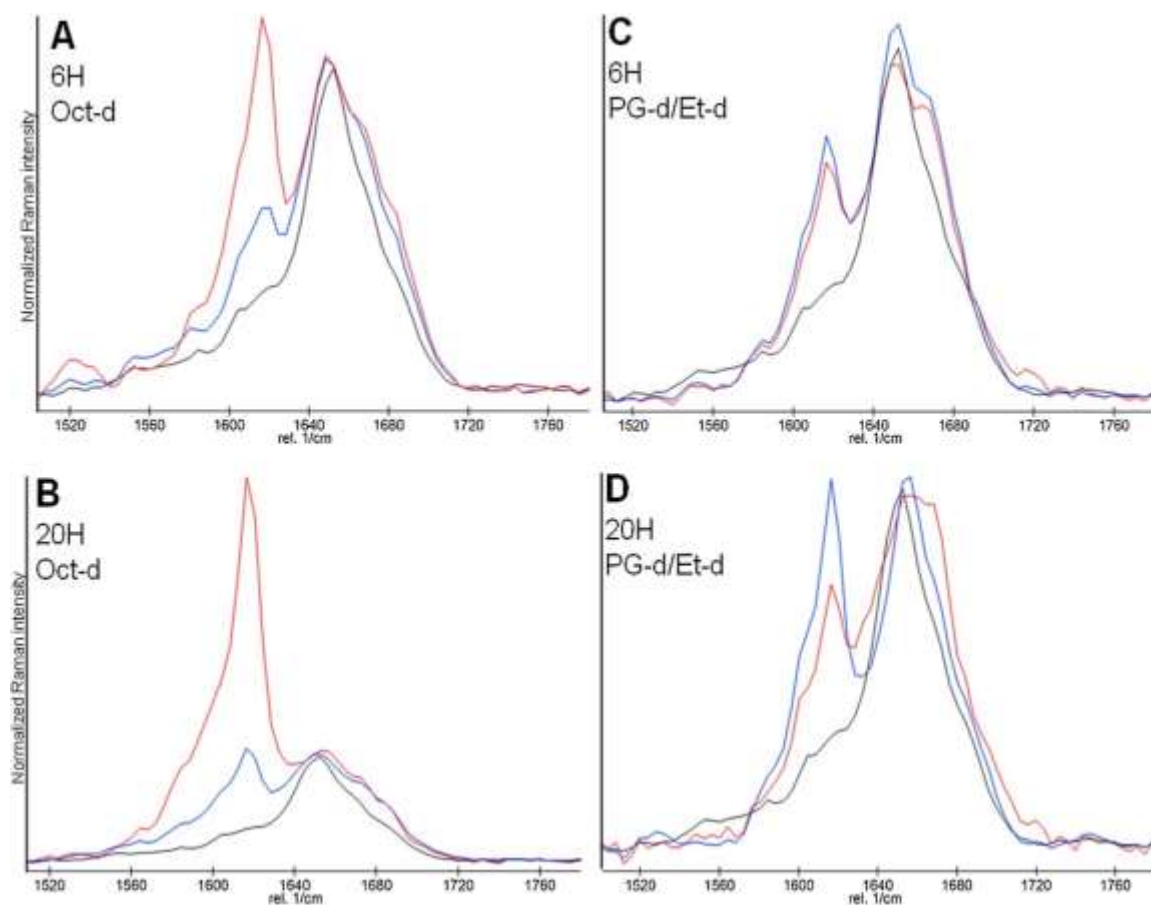 A
6H
Oct-d
Normalized Raman intensity
1520 1560 1600 1640 1680 1720 1760
rel. 1/cm
C
6H
PG-d/Et-d
1520 1560 1600 1640 1680 1720 1760
rel. 1/cm
B
20H
Oct-d
Normalized Raman intensity
1520 1560 1600 1640 1680 1720 1760
rel. 1/cm
D
20H
PG-d/Et-d
1520 1560 1600 1640 1680 1720 1760
rel. 1/cm